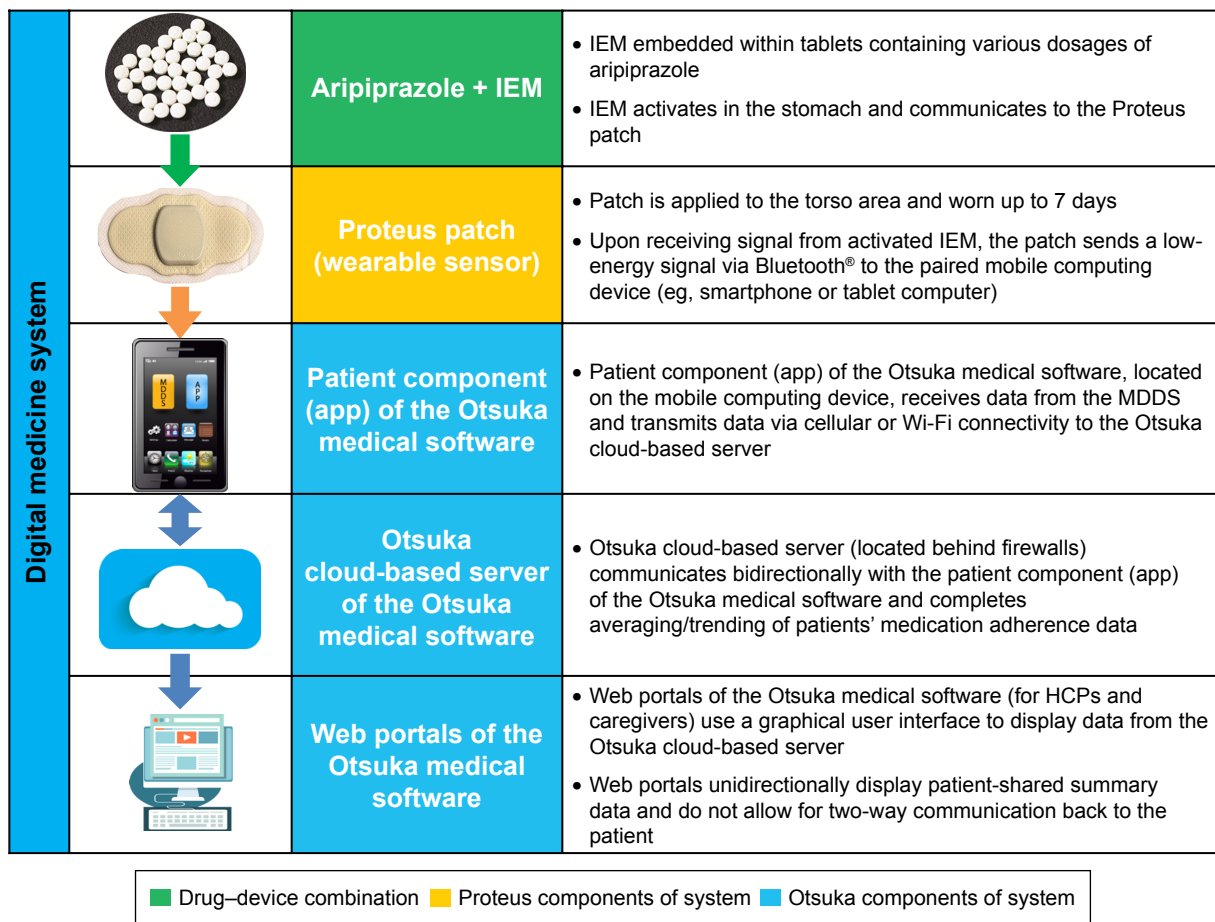 Digital medicine system
Aripiprazole + IEM
• IEM embedded within tablets containing various dosages of
aripiprazole
• IEM activates in the stomach and communicates to the Proteus
patch
Proteus patch
(wearable sensor)
• Patch is applied to the torso area and worn up to 7 days
• Upon receiving signal from activated IEM, the patch sends a low-
energy signal via Bluetooth® to the paired mobile computing
device (eg, smartphone or tablet computer)
MDDS
APP
Patient component
(app) of the Otsuka
medical software
• Patient component (app) of the Otsuka medical software, located
on the mobile computing device, receives data from the MDDS
and transmits data via cellular or Wi-Fi connectivity to the Otsuka
cloud-based server
Otsuka
cloud-based server
of the Otsuka
medical software
• Otsuka cloud-based server (located behind firewalls)
communicates bidirectionally with the patient component (app)
of the Otsuka medical software and completes
averaging/trending of patients’ medication adherence data
Web portals of the
Otsuka medical
software
• Web portals of the Otsuka medical software (for HCPs and
caregivers) use a graphical user interface to display data from the
Otsuka cloud-based server
• Web portals unidirectionally display patient-shared summary
data and do not allow for two-way communication back to the
patient
Drug–device combination Proteus components of system Otsuka components of system